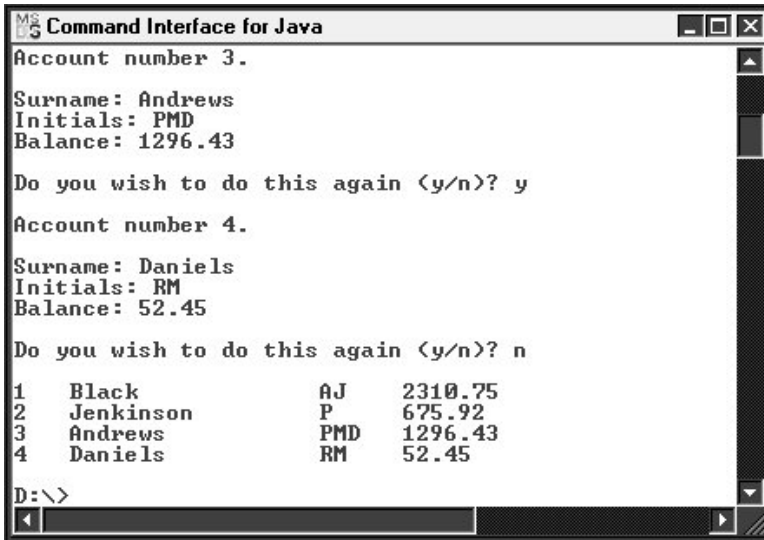 MS DOS Command Interface for Java
Account number 3.
Surname: Andrews
Initials: PMD
Balance: 1296.43
Do you wish to do this again (y/n)? y
Account number 4.
Surname: Daniels
Initials: RM
Balance: 52.45
Do you wish to do this again (y/n)? n
1 Black AJ 2310.75
2 Jenkinson P 675.92
3 Andrews PMD 1296.43
4 Daniels RM 52.45
D:\>